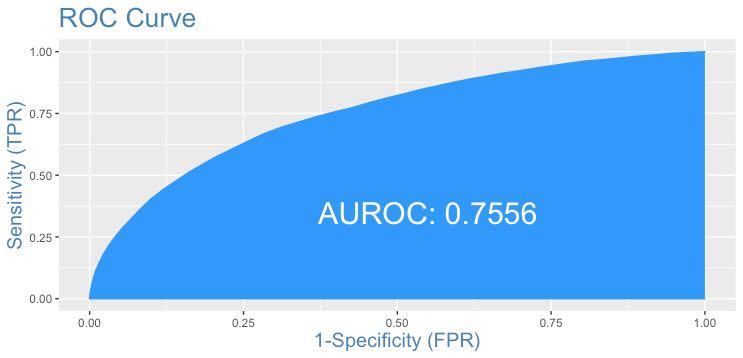 ROC Curve
1.00
0.75
0.50
0.25
0.00
Sensitivity (TPR)
AUROC: 0.7556
0.00 0.25 0.50 0.75 1.00
1-Specificity (FPR)